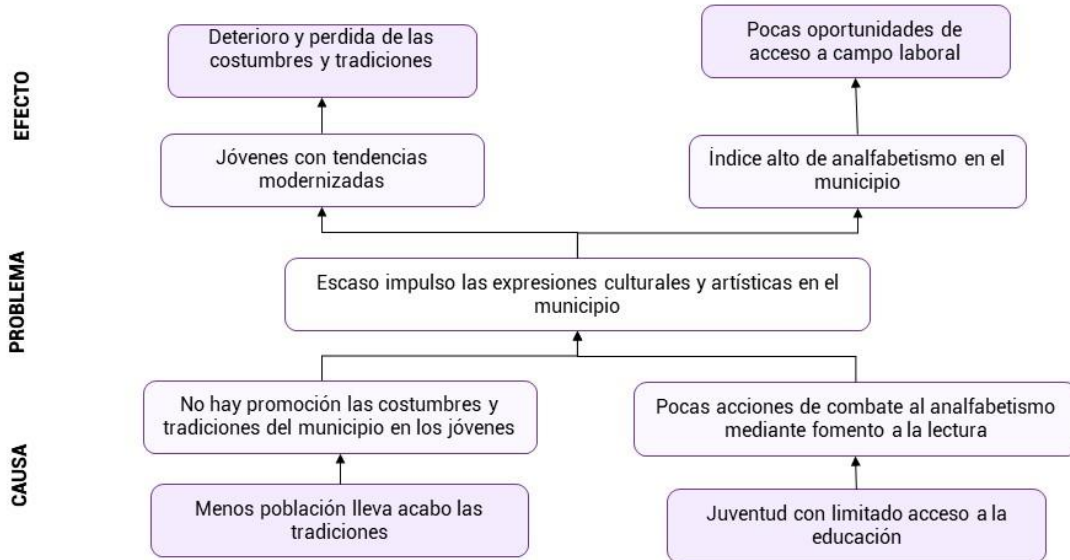 EFECTO
Deterioro y perdida de las
costumbres y tradiciones
Pocas oportunidades de
acceso a campo laboral
Jóvenes con tendencias
modernizadas
Índice alto de analfabetismo en el
municipio
PROBLEMA
Escaso impulso las expresiones culturales y artísticas en el
municipio
CAUSA
No hay promoción las costumbres y
tradiciones del municipio en los jóvenes
Pocas acciones de combate al analfabetismo
mediante fomento a la lectura
Menos población lleva acabo las
tradiciones
Juventud con limitado acceso a la
educación